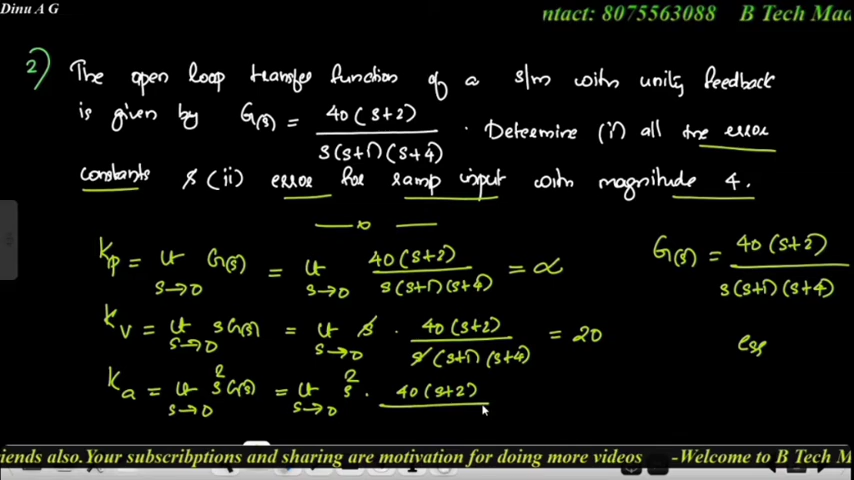 Dinu A G
ntact: 8075563088 B Tech Maa
2) The open loop transfer function of a s/m with unity feedback
is given by G(s) = 40(s+2) / s(s+1)(s+4) . Determine (i) all the error
constants & (ii) error for ramp input with magnitude 4.
Kp = Lt s→0 G(s) = Lt s→0 40(s+2) / s(s+1)(s+4) = ∝
G(s) = 40(s+2) / s(s+1)(s+4)
Kv = Lt s→0 sG(s) = Lt s→0 s · 40(s+2) / s(s+1)(s+4) = 20
ess
Ka = Lt s→0 s²G(s) = Lt s→0 s² · 40(s+2)
iends also.Your subscribptions and sharing are motivation for doing more videos -Welcome to B Tech M